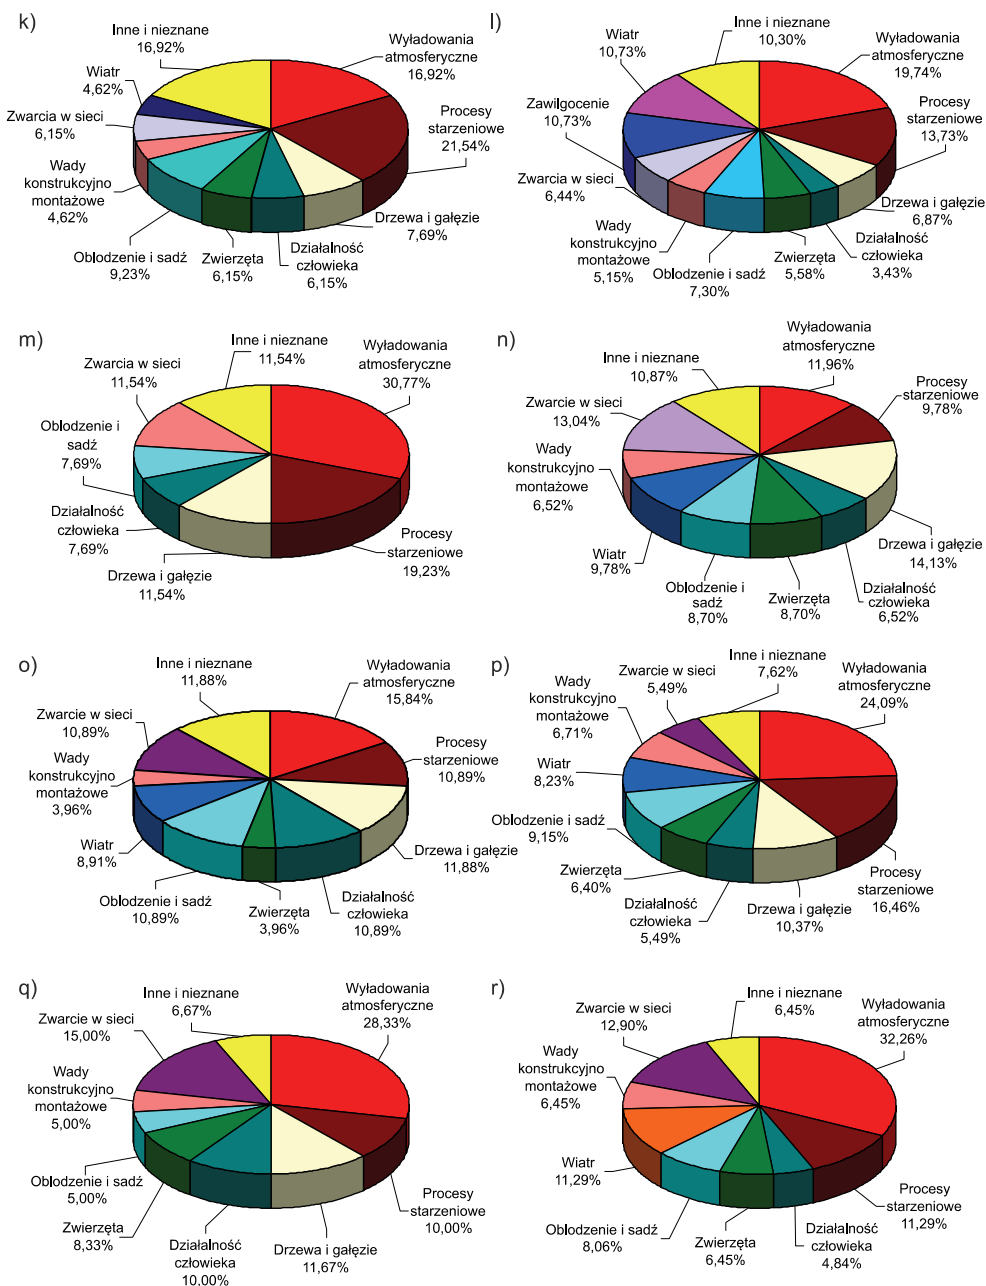 k)
Inne i nieznane
16,92%
Wyładowania
atmosferyczne
16,92%
Wiatr
4,62%
Zwarcia w sieci
6,15%
Wady
konstrukcyjno
montażowe
4,62%
Oblodzenie i sadź
9,23%
Zwierzęta
6,15%
Działalność
człowieka
6,15%
Drzewa i gałęzie
7,69%
Procesy
starzeniowe
21,54%
l)
Inne i nieznane
10,30%
Wyładowania
atmosferyczne
19,74%
Wiatr
10,73%
Zawilgocenie
10,73%
Zwarcia w sieci
6,44%
Wady
konstrukcyjno
montażowe
5,15%
Oblodzenie i sadź
7,30%
Zwierzęta
5,58%
Działalność
człowieka
3,43%
Drzewa i gałęzie
6,87%
Procesy
starzeniowe
13,73%
m)
Inne i nieznane
11,54%
Wyładowania
atmosferyczne
30,77%
Zwarcia w sieci
11,54%
Oblodzenie i
sadź
7,69%
Działalność
człowieka
7,69%
Drzewa i gałęzie
11,54%
Procesy
starzeniowe
19,23%
n)
Inne i nieznane
10,87%
Wyładowania
atmosferyczne
11,96%
Procesy
starzeniowe
9,78%
Zwarcie w sieci
13,04%
Wady
konstrukcyjno
montażowe
6,52%
Wiatr
9,78%
Oblodzenie i
sadź
8,70%
Zwierzęta
8,70%
Działalność
człowieka
6,52%
Drzewa i gałęzie
14,13%
o)
Inne i nieznane
11,88%
Wyładowania
atmosferyczne
15,84%
Zwarcie w sieci
10,89%
Wady
konstrukcyjno
montażowe
3,96%
Wiatr
8,91%
Oblodzenie i sadź
10,89%
Zwierzęta
3,96%
Działalność
człowieka
10,89%
Drzewa i gałęzie
11,88%
Procesy
starzeniowe
10,89%
p)
Inne i nieznane
7,62%
Zwarcie w sieci
5,49%
Wyładowania
atmosferyczne
24,09%
Wady
konstrukcyjno
montażowe
6,71%
Wiatr
8,23%
Oblodzenie i sadź
9,15%
Zwierzęta
6,40%
Działalność
człowieka
5,49%
Drzewa i gałęzie
10,37%
Procesy
starzeniowe
16,46%
q)
Inne i nieznane
6,67%
Wyładowania
atmosferyczne
28,33%
Zwarcie w sieci
15,00%
Wady
konstrukcyjno
montażowe
5,00%
Oblodzenie i sadź
5,00%
Zwierzęta
8,33%
Działalność
człowieka
10,00%
Drzewa i gałęzie
11,67%
Procesy
starzeniowe
10,00%
r)
Inne i nieznane
6,45%
Zwarcie w sieci
12,90%
Wyładowania
atmosferyczne
32,26%
Wady
konstrukcyjno
montażowe
6,45%
Wiatr
11,29%
Oblodzenie i sadź
8,06%
Zwierzęta
6,45%
Działalność
człowieka
4,84%
Procesy
starzeniowe
11,29%